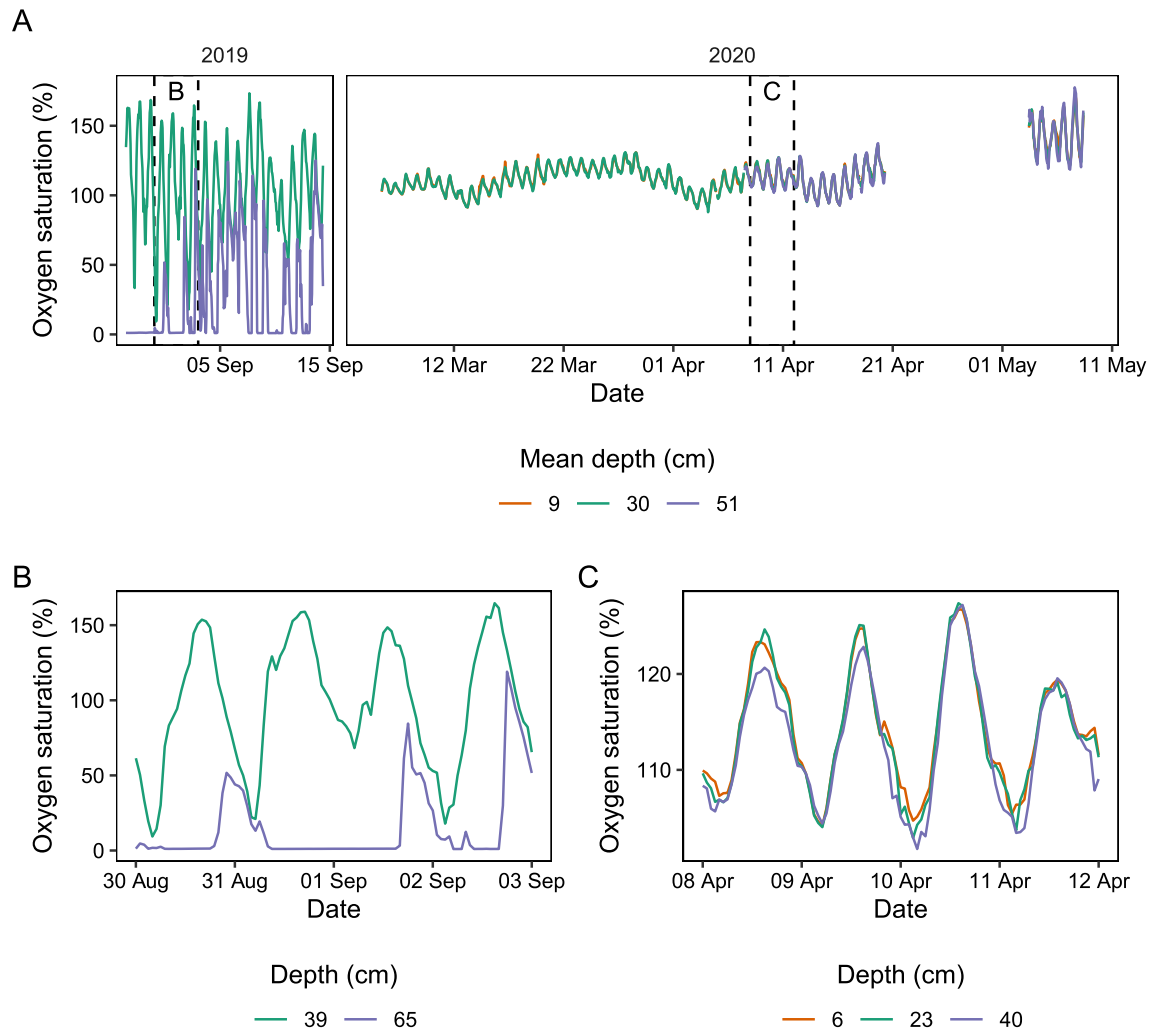 A
2019 2020
B C
Oxygen saturation (%)
150
100
50
0
05 Sep 15 Sep 12 Mar 22 Mar 01 Apr 11 Apr 21 Apr 01 May 11 May
Date
Mean depth (cm)
9 30 51
B
Oxygen saturation (%)
150
100
50
0
30 Aug 31 Aug 01 Sep 02 Sep 03 Sep
Date
Depth (cm)
39 65
C
Oxygen saturation (%)
120
110
08 Apr 09 Apr 10 Apr 11 Apr 12 Apr
Date
Depth (cm)
6 23 40